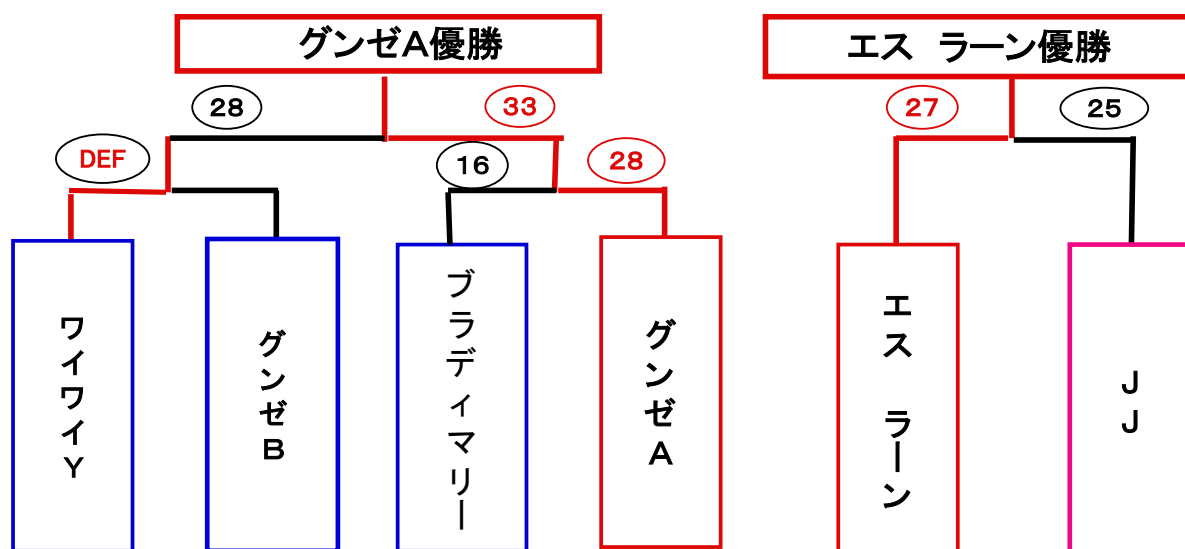 グンゼA優勝
エス ラーン優勝
28
33
27
25
DEF
16
28
ワイワイY
グンゼB
ブラディマリー
グンゼA
エス ラーン
JJ